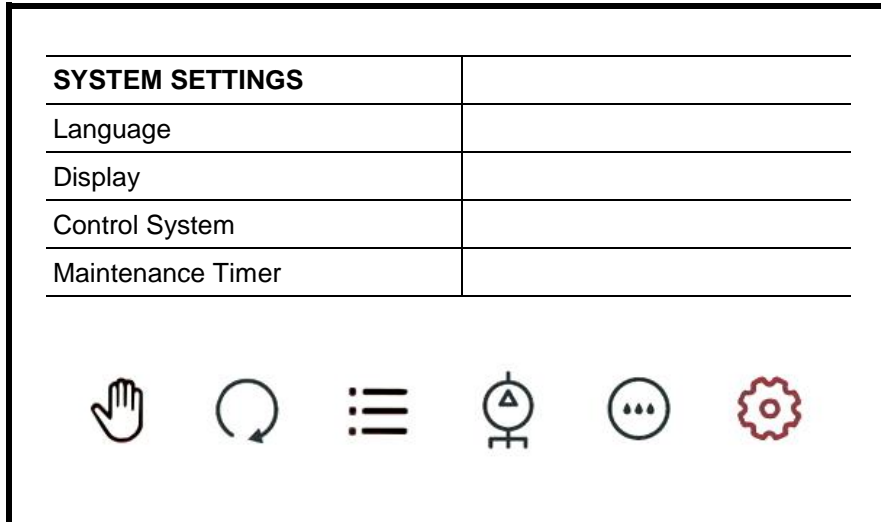 SYSTEM SETTINGS
Language
Display
Control System
Maintenance Timer